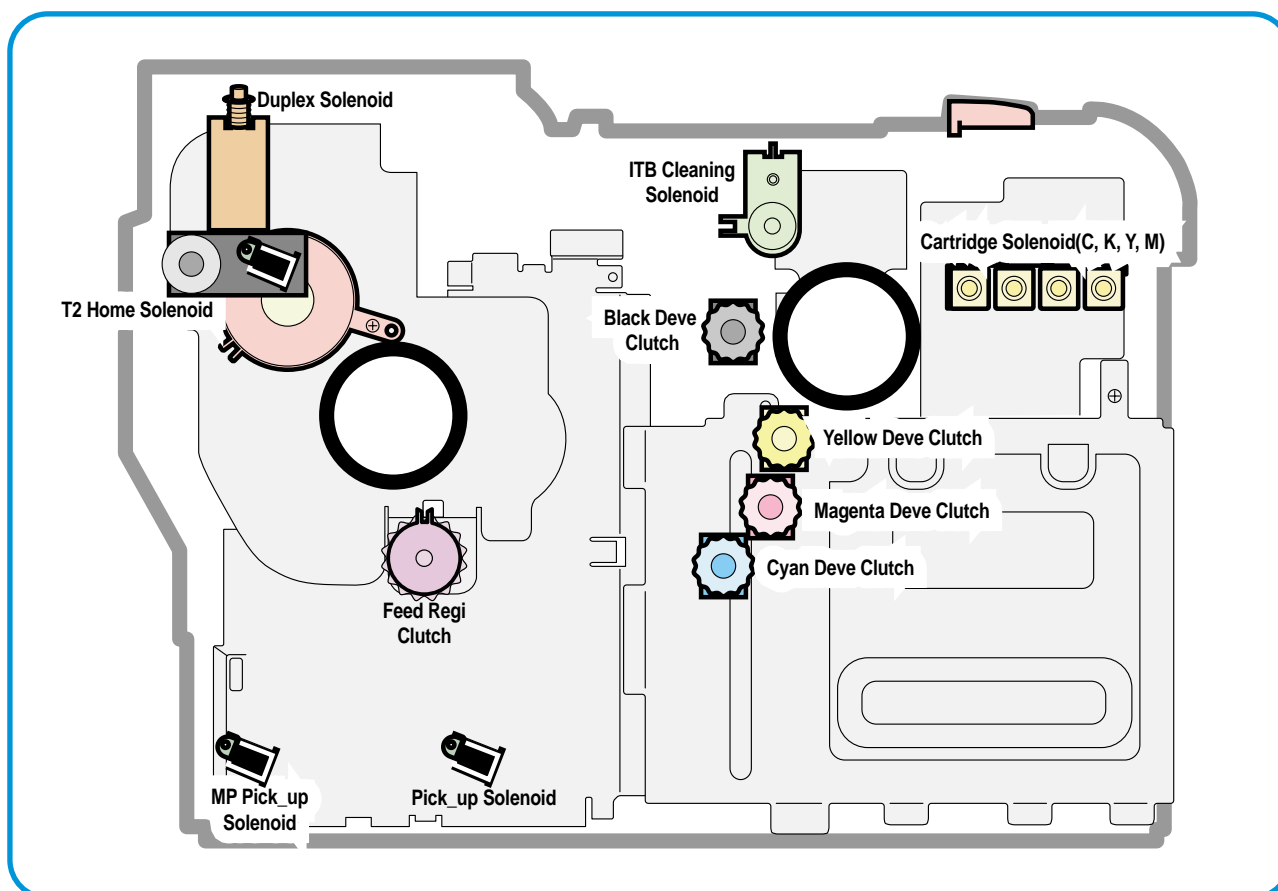 Duplex Solenoid
ITB Cleaning
Solenoid
Cartridge Solenoid(C, K, Y, M)
T2 Home Solenoid
Black Deve
Clutch
Yellow Deve Clutch
Magenta Deve Clutch
Cyan Deve Clutch
Feed Regi
Clutch
MP Pick_up
Solenoid
Pick_up Solenoid